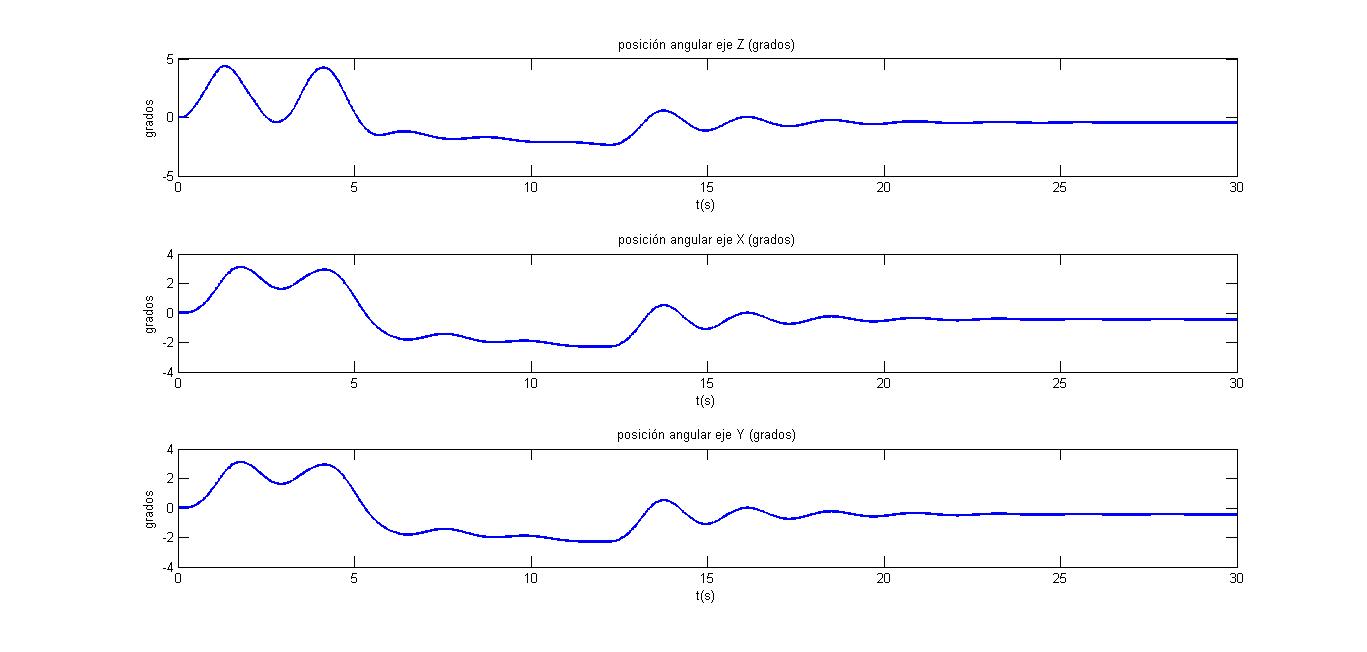 posición angular eje Z (grados)
5
0
-5
grados
0 5 10 15 20 25 30
t(s)
posición angular eje X (grados)
4
2
0
-2
-4
grados
0 5 10 15 20 25 30
t(s)
posición angular eje Y (grados)
4
2
0
-2
-4
grados
0 5 10 15 20 25 30
t(s)